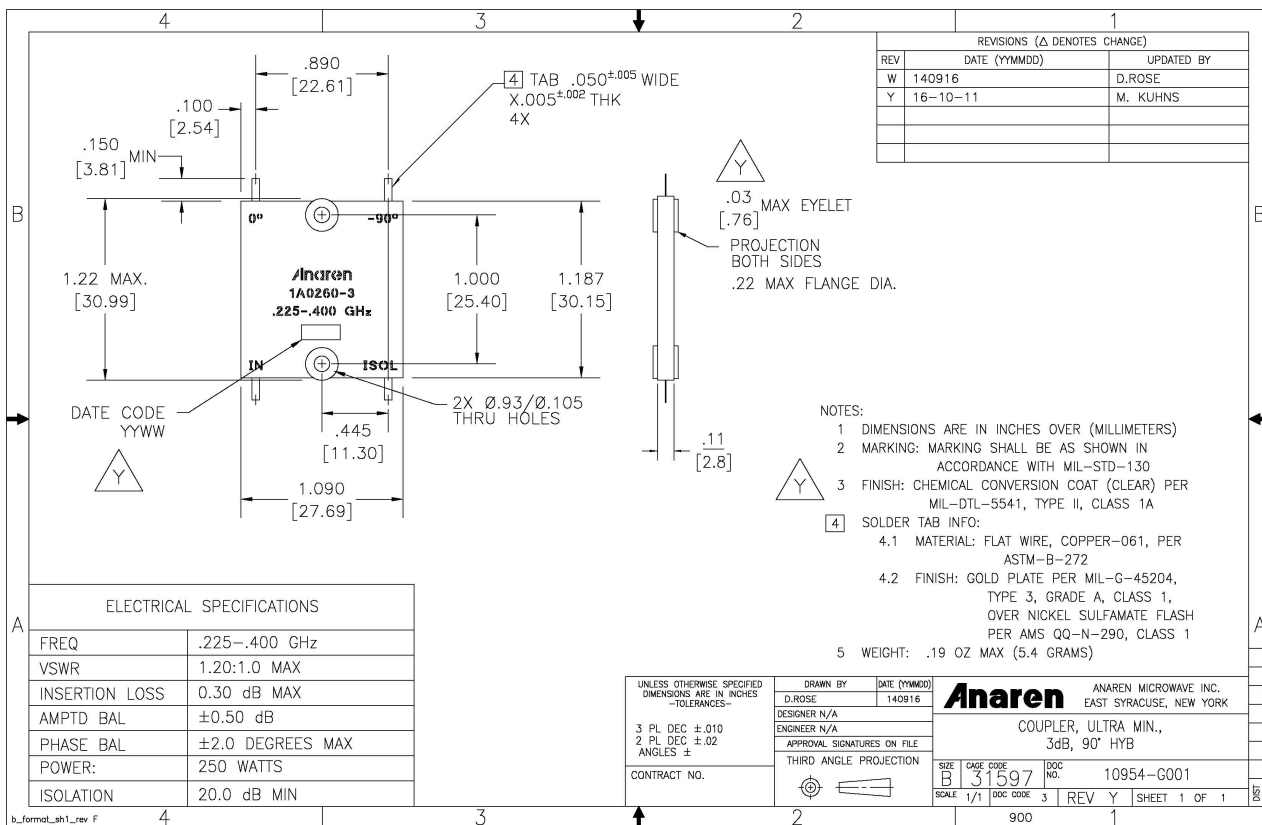 4
3
2
1
REVISIONS (Δ DENOTES CHANGE)
REV DATE (YYMMDD) UPDATED BY
W 140916 D.ROSE
Y 16-10-11 M. KUHNS
.890
[22.61]
.100
[2.54]
.150
[3.81]
MIN
4 TAB .050±.005 WIDE
X.005±.002 THK
4X
B
B
0°
-90°
Anaren
1A0260-3
.225-.400 GHz
IN
ISOL
1.22 MAX.
[30.99]
1.000
[25.40]
1.187
[30.15]
DATE CODE
YYWW
Y
2X Ø.93/Ø.105
THRU HOLES
.445
[11.30]
1.090
[27.69]
Y
.03
[.76]
MAX EYELET
PROJECTION
BOTH SIDES
.22 MAX FLANGE DIA.
.11
[2.8]
NOTES:
1 DIMENSIONS ARE IN INCHES OVER (MILLIMETERS)
2 MARKING: MARKING SHALL BE AS SHOWN IN
ACCORDANCE WITH MIL-STD-130
Y
3 FINISH: CHEMICAL CONVERSION COAT (CLEAR) PER
MIL-DTL-5541, TYPE II, CLASS 1A
4 SOLDER TAB INFO:
4.1 MATERIAL: FLAT WIRE, COPPER-061, PER
ASTM-B-272
4.2 FINISH: GOLD PLATE PER MIL-G-45204,
TYPE 3, GRADE A, CLASS 1,
OVER NICKEL SULFAMATE FLASH
PER AMS QQ-N-290, CLASS 1
5 WEIGHT: .19 OZ MAX (5.4 GRAMS)
A
A
ELECTRICAL SPECIFICATIONS
FREQ .225-.400 GHz
VSWR 1.20:1.0 MAX
INSERTION LOSS 0.30 dB MAX
AMPTD BAL ±0.50 dB
PHASE BAL ±2.0 DEGREES MAX
POWER: 250 WATTS
ISOLATION 20.0 dB MIN
UNLESS OTHERWISE SPECIFIED
DIMENSIONS ARE IN INCHES
-TOLERANCES-
3 PL DEC ±.010
2 PL DEC ±.02
ANGLES ±
CONTRACT NO.
DRAWN BY DATE (YYMMDD)
D.ROSE 140916
DESIGNER N/A
ENGINEER N/A
APPROVAL SIGNATURES ON FILE
THIRD ANGLE PROJECTION
Anaren
ANAREN MICROWAVE INC.
EAST SYRACUSE, NEW YORK
COUPLER, ULTRA MIN.,
3dB, 90° HYB
SIZE B
CAGE CODE 31597
DOC NO. 10954-G001
SCALE 1/1 DOC CODE 3 REV Y SHEET 1 OF 1
DIST
b_format_sh1_rev F
4
3
2
900
1